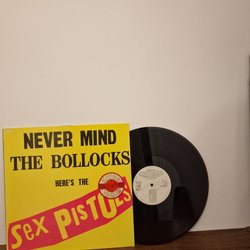 NEVER MIND
THE BOLLOCKS
HERE'S THE
SEX PISTOLS